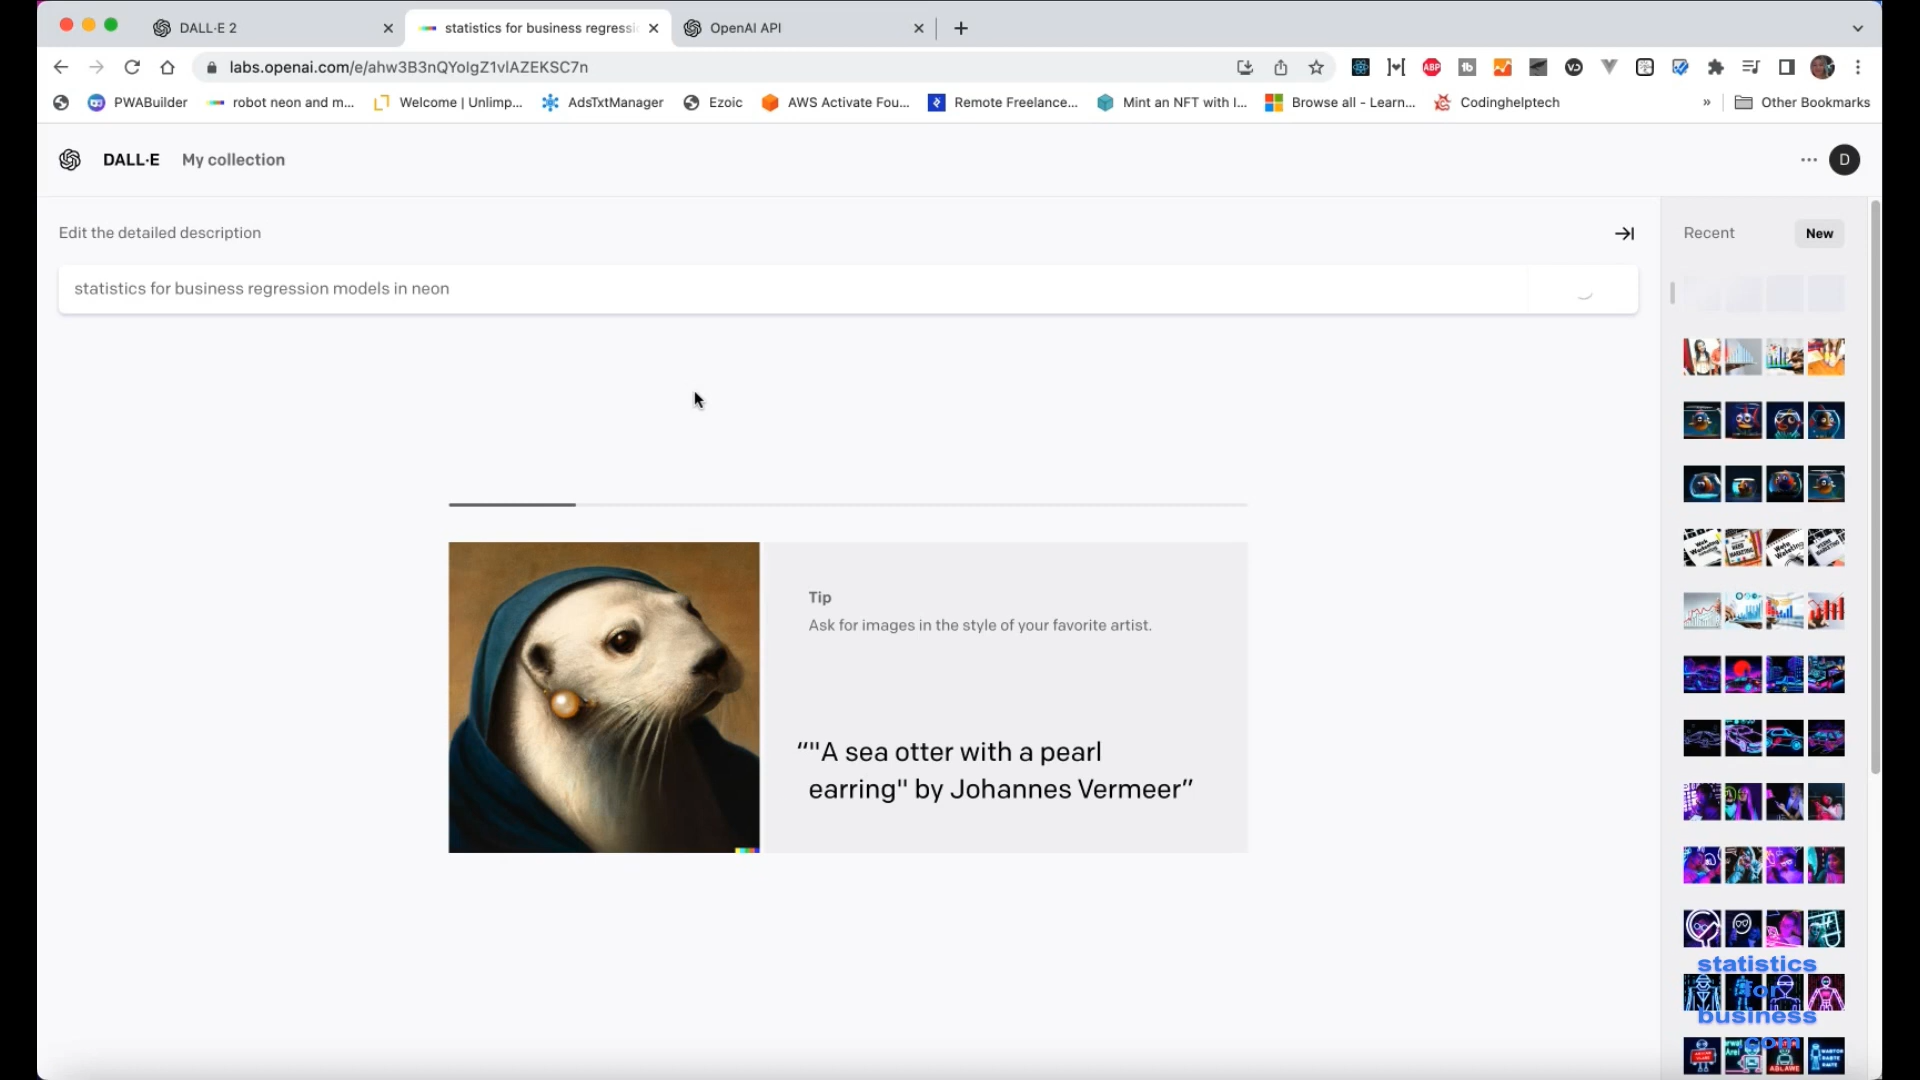 DALL·E 2
statistics for business regressi
OpenAI API
labs.openai.com/e/ahw3B3nQYolgZ1vlAZEKSC7n
PWABuilder
robot neon and m...
Welcome | Unlimp...
AdsTxtManager
Ezoic
AWS Activate Fou...
Remote Freelance...
Mint an NFT with I...
Browse all - Learn...
Codinghelptech
»
Other Bookmarks
DALL·E
My collection
D
Edit the detailed description
Recent
New
statistics for business regression models in neon
Tip
Ask for images in the style of your favorite artist.
“"A sea otter with a pearl
earring" by Johannes Vermeer”
statistics
for
business
.com